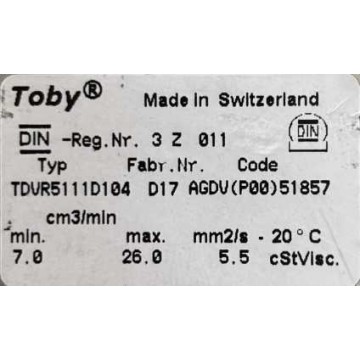 Toby® Made in Switzerland
DIN -Reg.Nr. 3 Z 011 DIN
Typ Fabr.Nr. Code
TDVR5111D104 D17 AGDV(P00)51857
cm3/min
min. max. mm2/s - 20°C
7.0 26.0 5.5 cStVisc.